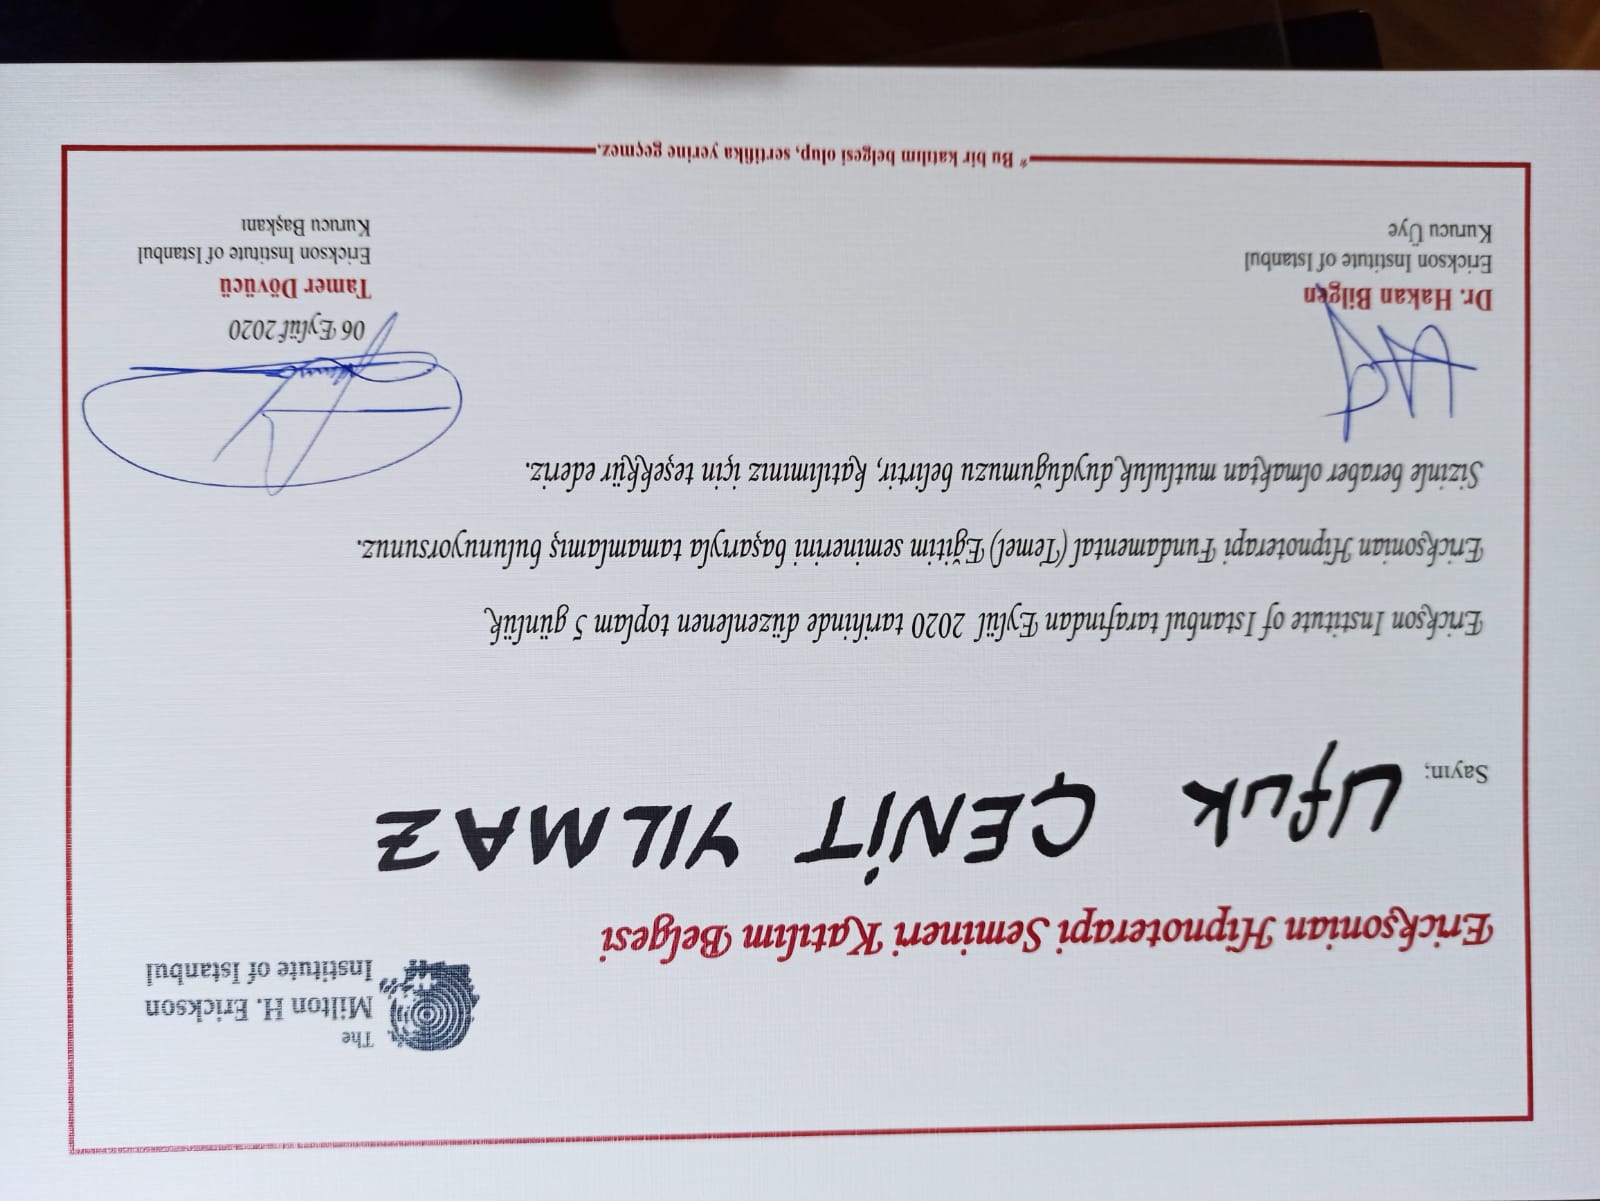 The
Milton H. Erickson
Institute of Istanbul
Ericksonian Hipnoterapi Semineri Katılım Belgesi
Sayın;
Ufuk ÇENİT YILMAZ
Erickson Institute of Istanbul tarafından Eylül 2020 tarihinde düzenlenen toplam 5 günlük
Ericksonian Hipnoterapi Fundamental (Temel) Eğitim seminerini başarıyla tamamlamış bulunuyorsunuz.
Sizinle beraber olmaktan mutluluk duyduğumuzu belirtir, katılımınız için teşekkür ederiz.
Dr. Hakan Bilgen
Erickson Institute of Istanbul
Kurucu Üye
06 Eylül 2020
Tamer Dövücü
Erickson Institute of Istanbul
Kurucu Başkanı
* Bu bir katılım belgesi olup, sertifika yerine geçmez.